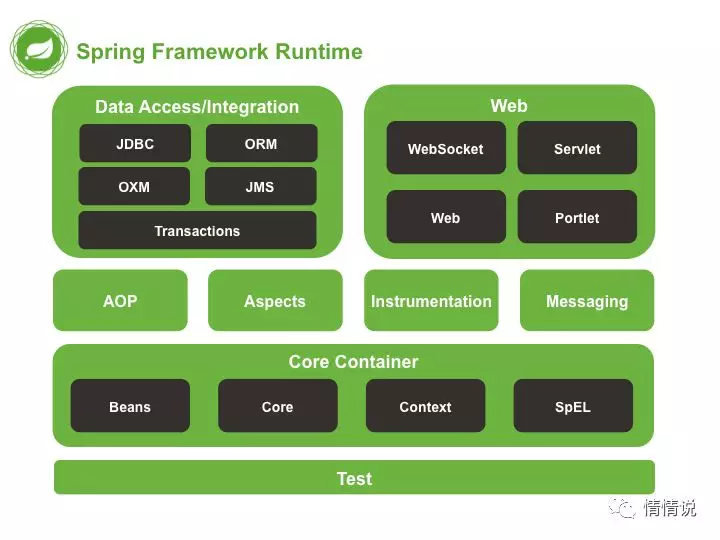 Spring Framework Runtime
Data Access/Integration
JDBC
ORM
OXM
JMS
Transactions
Web
WebSocket
Servlet
Web
Portlet
AOP
Aspects
Instrumentation
Messaging
Core Container
Beans
Core
Context
SpEL
Test
情情说